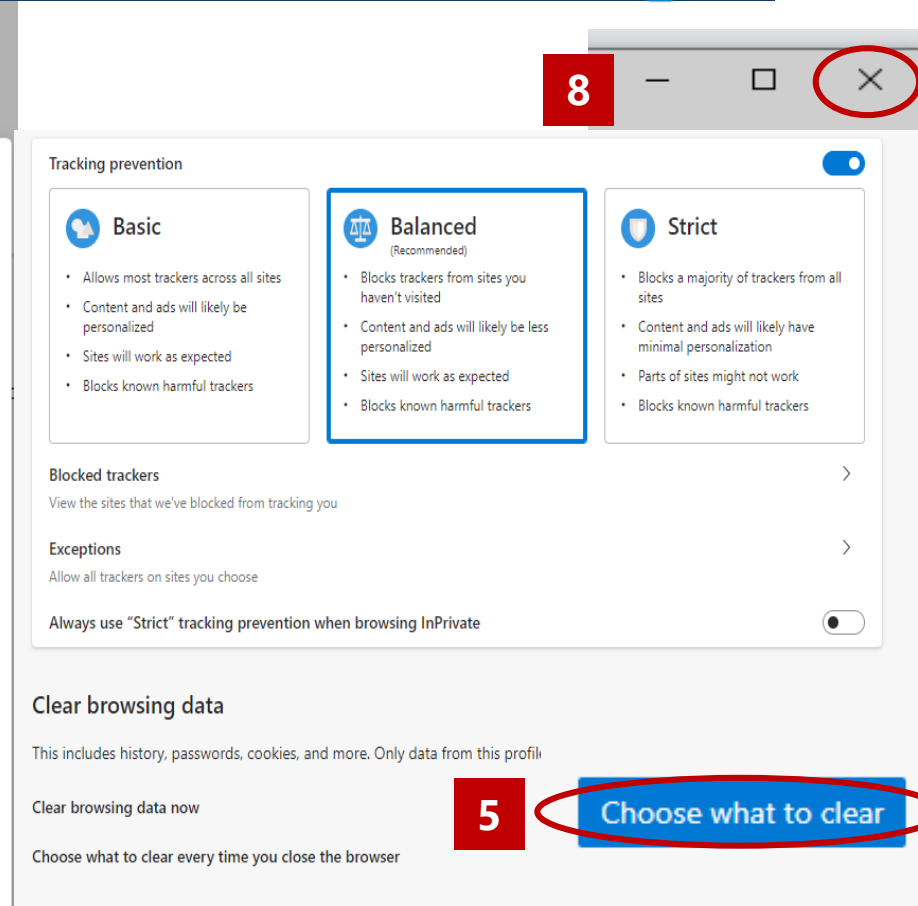 8
Tracking prevention
Basic
• Allows most trackers across all sites
• Content and ads will likely be
personalized
• Sites will work as expected
• Blocks known harmful trackers
Balanced
(Recommended)
• Blocks trackers from sites you
haven't visited
• Content and ads will likely be less
personalized
• Sites will work as expected
• Blocks known harmful trackers
Strict
• Blocks a majority of trackers from all
sites
• Content and ads will likely have
minimal personalization
• Parts of sites might not work
• Blocks known harmful trackers
Blocked trackers
View the sites that we've blocked from tracking you
Exceptions
Allow all trackers on sites you choose
Always use “Strict” tracking prevention when browsing InPrivate
Clear browsing data
This includes history, passwords, cookies, and more. Only data from this
Clear browsing data now
5
Choose what to clear
Choose what to clear every time you close the browser